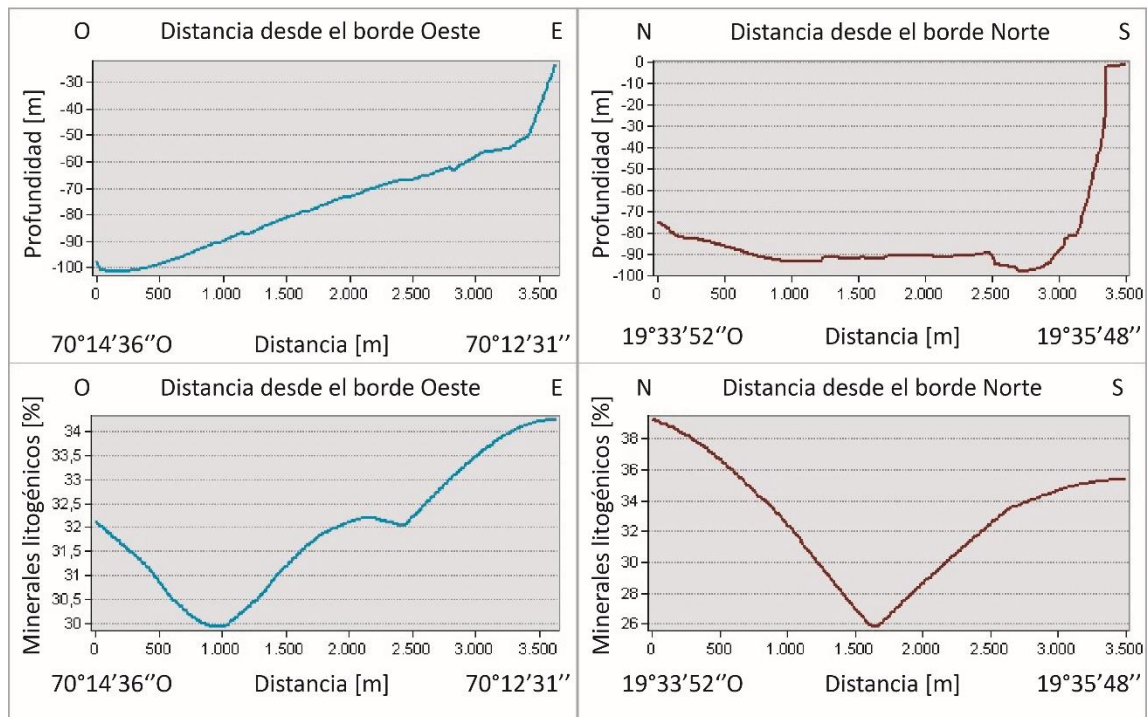 O Distancia desde el borde Oeste E
Profundidad [m]
-30
-40
-50
-60
-70
-80
-90
-100
0 500 1.000 1.500 2.000 2.500 3.000 3.500
70°14’36’’O Distancia [m] 70°12’31’’
N Distancia desde el borde Norte S
Profundidad [m]
0
-10
-20
-30
-40
-50
-60
-70
-80
-90
-100
0 500 1.000 1.500 2.000 2.500 3.000 3.500
19°33’52’’O Distancia [m] 19°35’48’’
O Distancia desde el borde Oeste E
Minerales litogénicos [%]
34
33,5
33
32,5
32
31,5
31
30,5
30
0 500 1.000 1.500 2.000 2.500 3.000 3.500
70°14’36’’O Distancia [m] 70°12’31’’
N Distancia desde el borde Norte S
Minerales litogénicos [%]
38
36
34
32
30
28
26
0 500 1.000 1.500 2.000 2.500 3.000 3.500
19°33’52’’O Distancia [m] 19°35’48’’